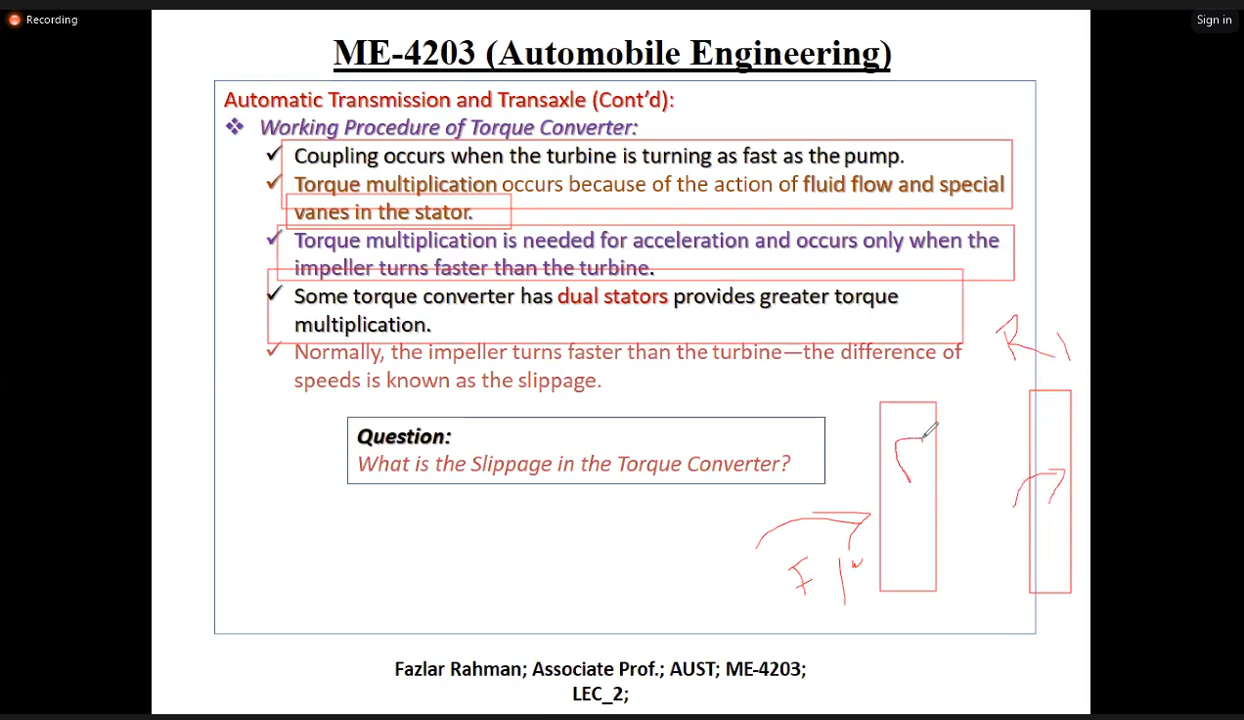 Recording
Sign in
ME-4203 (Automobile Engineering)
Automatic Transmission and Transaxle (Cont'd):
❖ Working Procedure of Torque Converter:
✓ Coupling occurs when the turbine is turning as fast as the pump.
✓ Torque multiplication occurs because of the action of fluid flow and special
vanes in the stator.
✓ Torque multiplication is needed for acceleration and occurs only when the
impeller turns faster than the turbine.
✓ Some torque converter has dual stators provides greater torque
multiplication.
✓ Normally, the impeller turns faster than the turbine—the difference of
speeds is known as the slippage.
Question:
What is the Slippage in the Torque Converter?
Fazlar Rahman; Associate Prof.; AUST; ME-4203;
LEC_2;